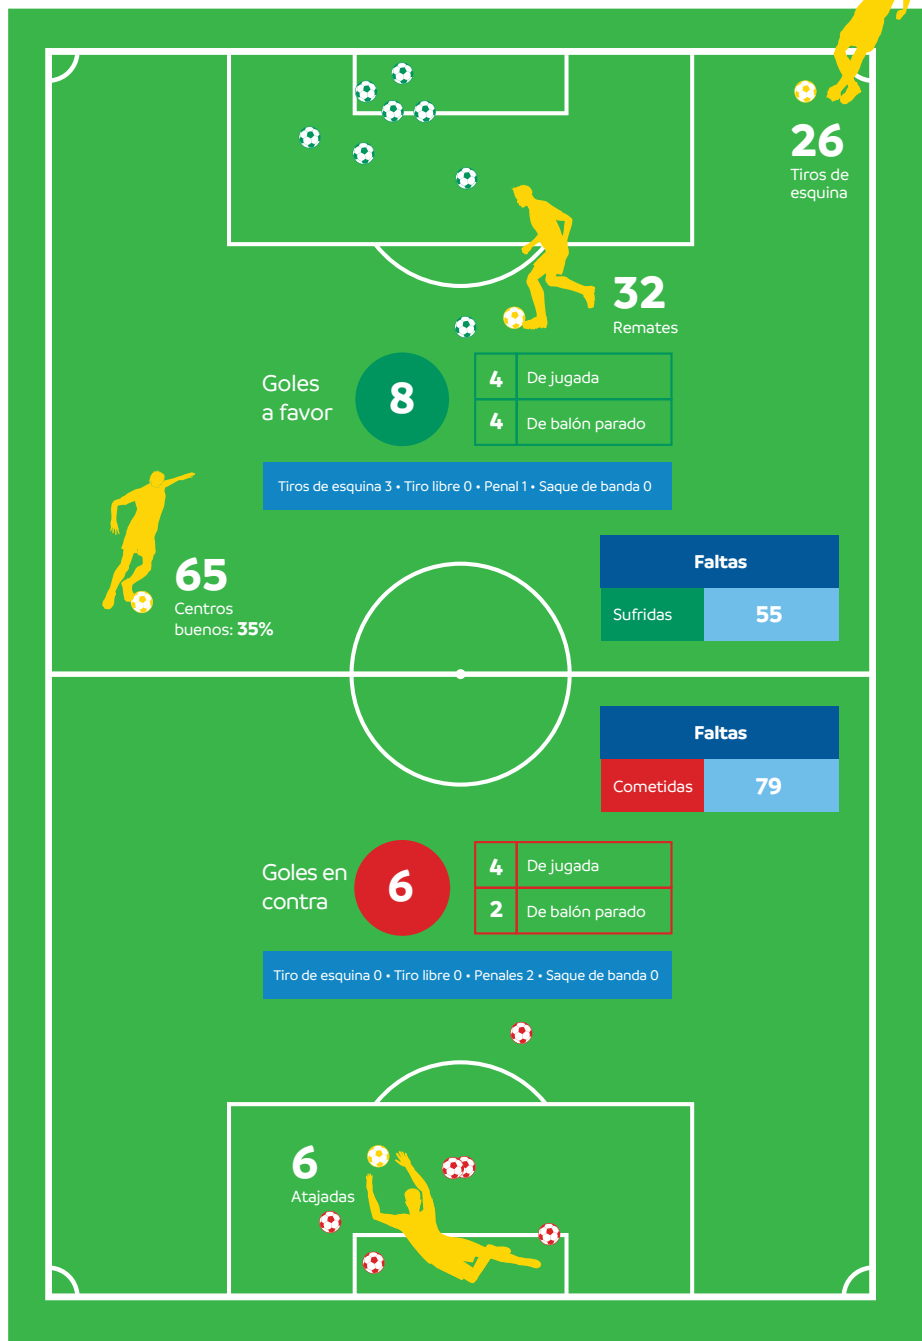 26
Tiros de
esquina
32
Remates
Goles
a favor
8
4 De jugada
4 De balón parado
Tiros de esquina 3 • Tiro libre 0 • Penal 1 • Saque de banda 0
65
Centros
buenos: 35%
Faltas
Sufridas 55
Faltas
Cometidas 79
Goles en
contra
6
4 De jugada
2 De balón parado
Tiro de esquina 0 • Tiro libre 0 • Penales 2 • Saque de banda 0
6
Atajadas